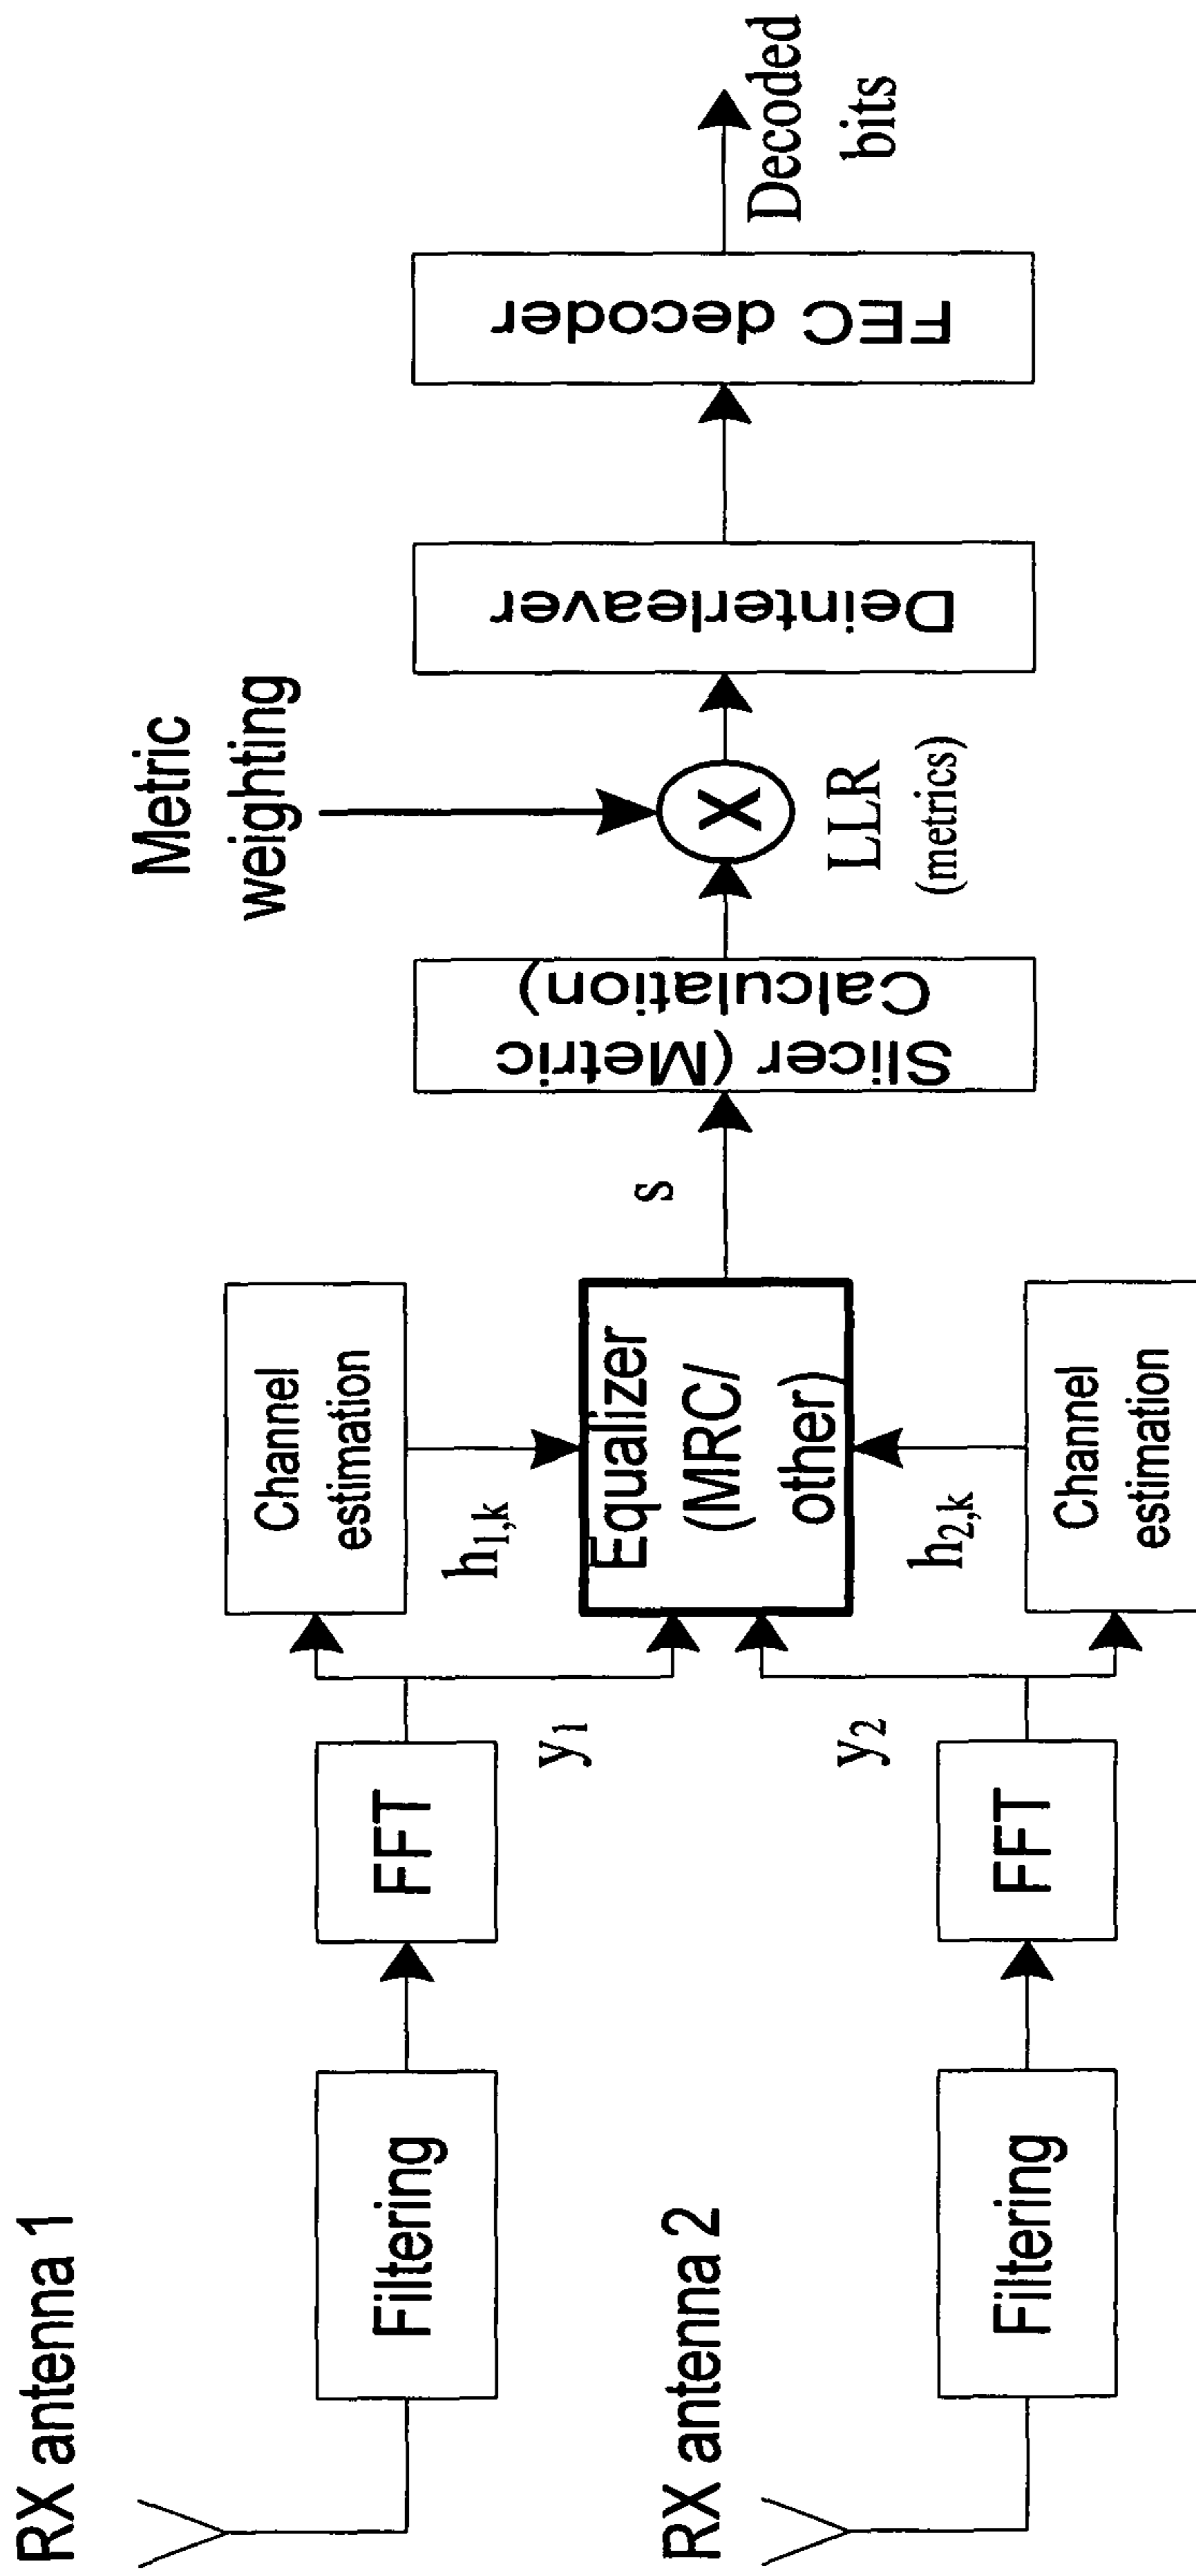 RX antenna 1
Filtering
FFT
y1
Channel
estimation
h1,k
RX antenna 2
Filtering
FFT
y2
Channel
estimation
h2,k
Equalizer
(MRC/
other)
s
Slicer (Metric
Calculation)
Metric
weighting
X
LLR
(metrics)
Deinterleaver
FEC decoder
Decoded
bits